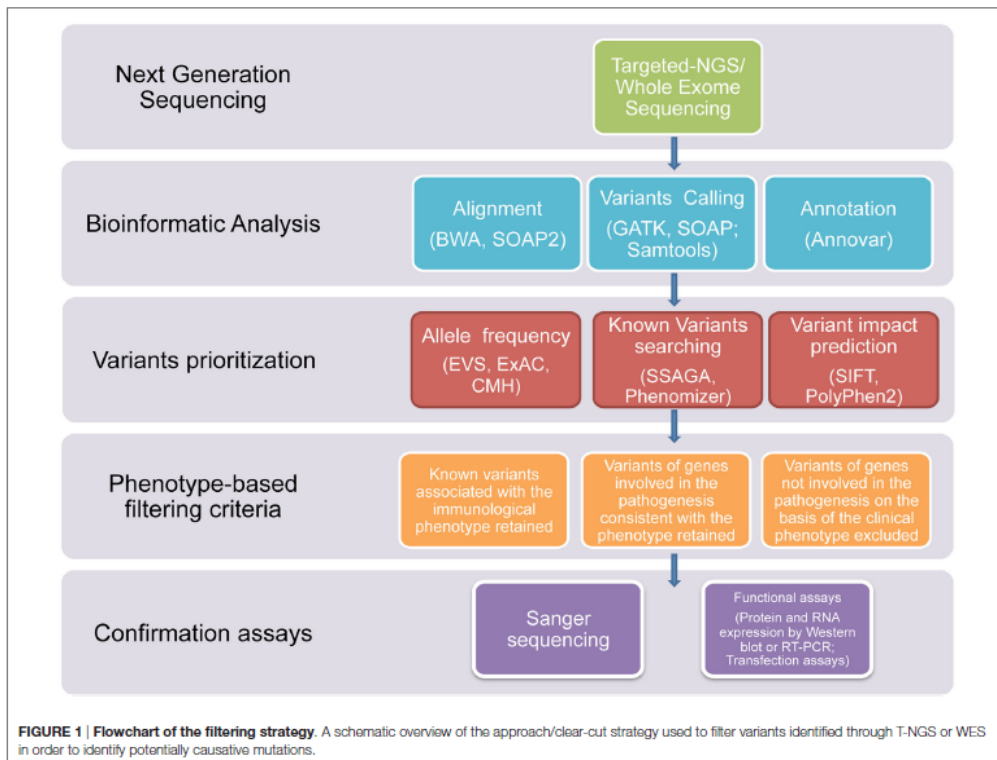 Next Generation
Sequencing
Targeted-NGS/
Whole Exome
Sequencing
Bioinformatic Analysis
Alignment
(BWA, SOAP2)
Variants Calling
(GATK, SOAP;
Samtools)
Annotation
(Annovar)
Variants prioritization
Allele frequency
(EVS, ExAC,
CMH)
Known Variants
searching
(SSAGA,
Phenomizer)
Variant impact
prediction
(SIFT,
PolyPhen2)
Phenotype-based
filtering criteria
Known variants
associated with the
immunological
phenotype retained
Variants of genes
involved in the
pathogenesis
consistent with the
phenotype retained
Variants of genes
not involved in the
pathogenesis on the
basis of the clinical
phenotype excluded
Confirmation assays
Sanger
sequencing
Functional assays
(Protein and RNA
expression by Western
blot or RT-PCR;
Transfection assays)
FIGURE 1 | Flowchart of the filtering strategy. A schematic overview of the approach/clear-cut strategy used to filter variants identified through T-NGS or WES
in order to identify potentially causative mutations.